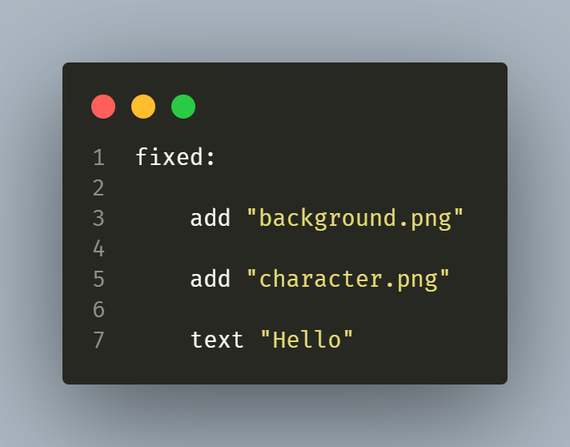 1 fixed:
2
3 add "background.png"
4
5 add "character.png"
6
7 text "Hello"